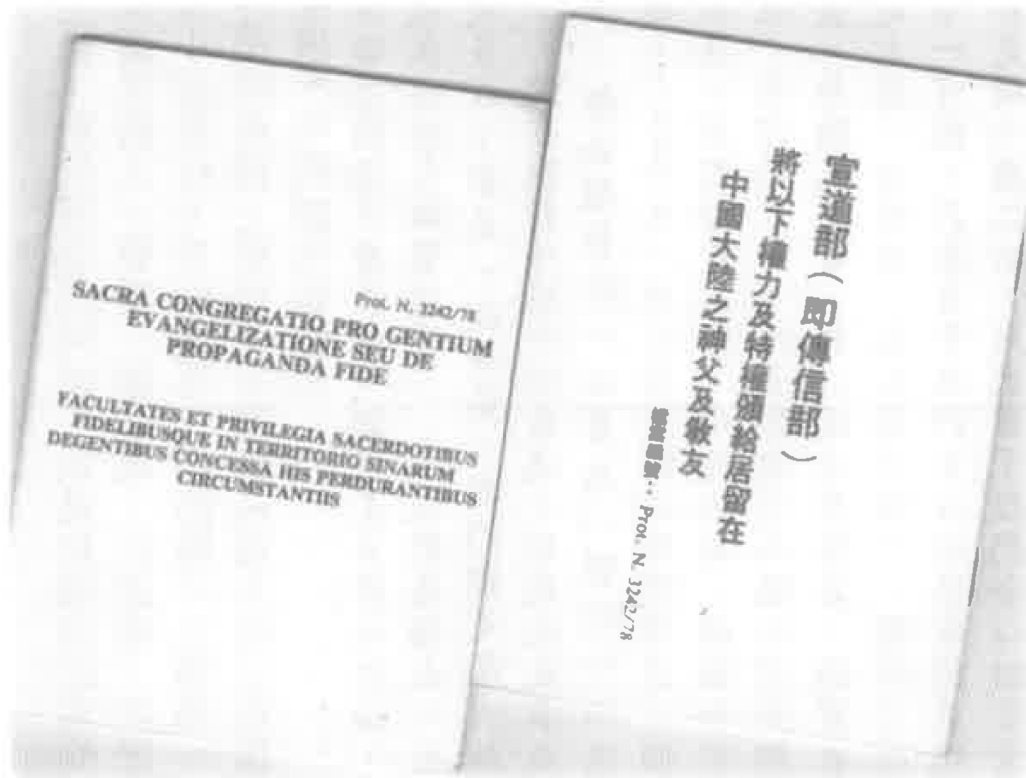 Prot. N. 3242/78
SACRA CONGREGATIO PRO GENTIUM
EVANGELIZATIONE SEU DE
PROPAGANDA FIDE
FACULTATES ET PRIVILEGIA SACERDOTIBUS
FIDELIBUSQUE IN TERRITORIO SINARUM
DEGENTIBUS CONCESSA HIS PERDURANTIBUS
CIRCUMSTANTIIS
宣道部(即傳信部)
將以下權力及特權頒給居留在
中國大陸之神父及敎友
Prot. N. 3242/78